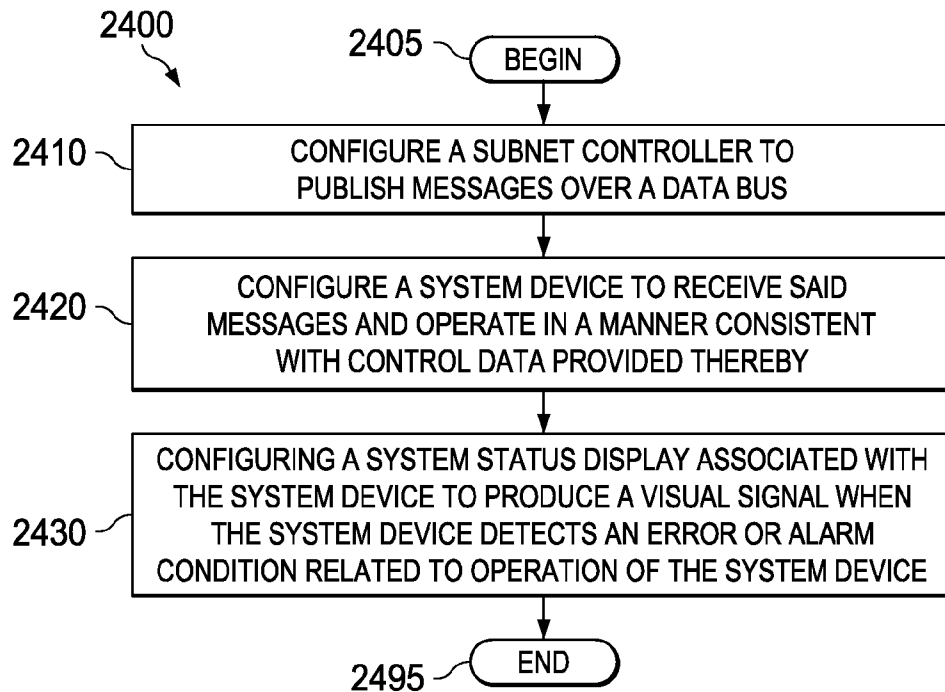 2400
2405
BEGIN
2410
CONFIGURE A SUBNET CONTROLLER TO
PUBLISH MESSAGES OVER A DATA BUS
2420
CONFIGURE A SYSTEM DEVICE TO RECEIVE SAID
MESSAGES AND OPERATE IN A MANNER CONSISTENT
WITH CONTROL DATA PROVIDED THEREBY
2430
CONFIGURING A SYSTEM STATUS DISPLAY ASSOCIATED WITH
THE SYSTEM DEVICE TO PRODUCE A VISUAL SIGNAL WHEN
THE SYSTEM DEVICE DETECTS AN ERROR OR ALARM
CONDITION RELATED TO OPERATION OF THE SYSTEM DEVICE
2495
END